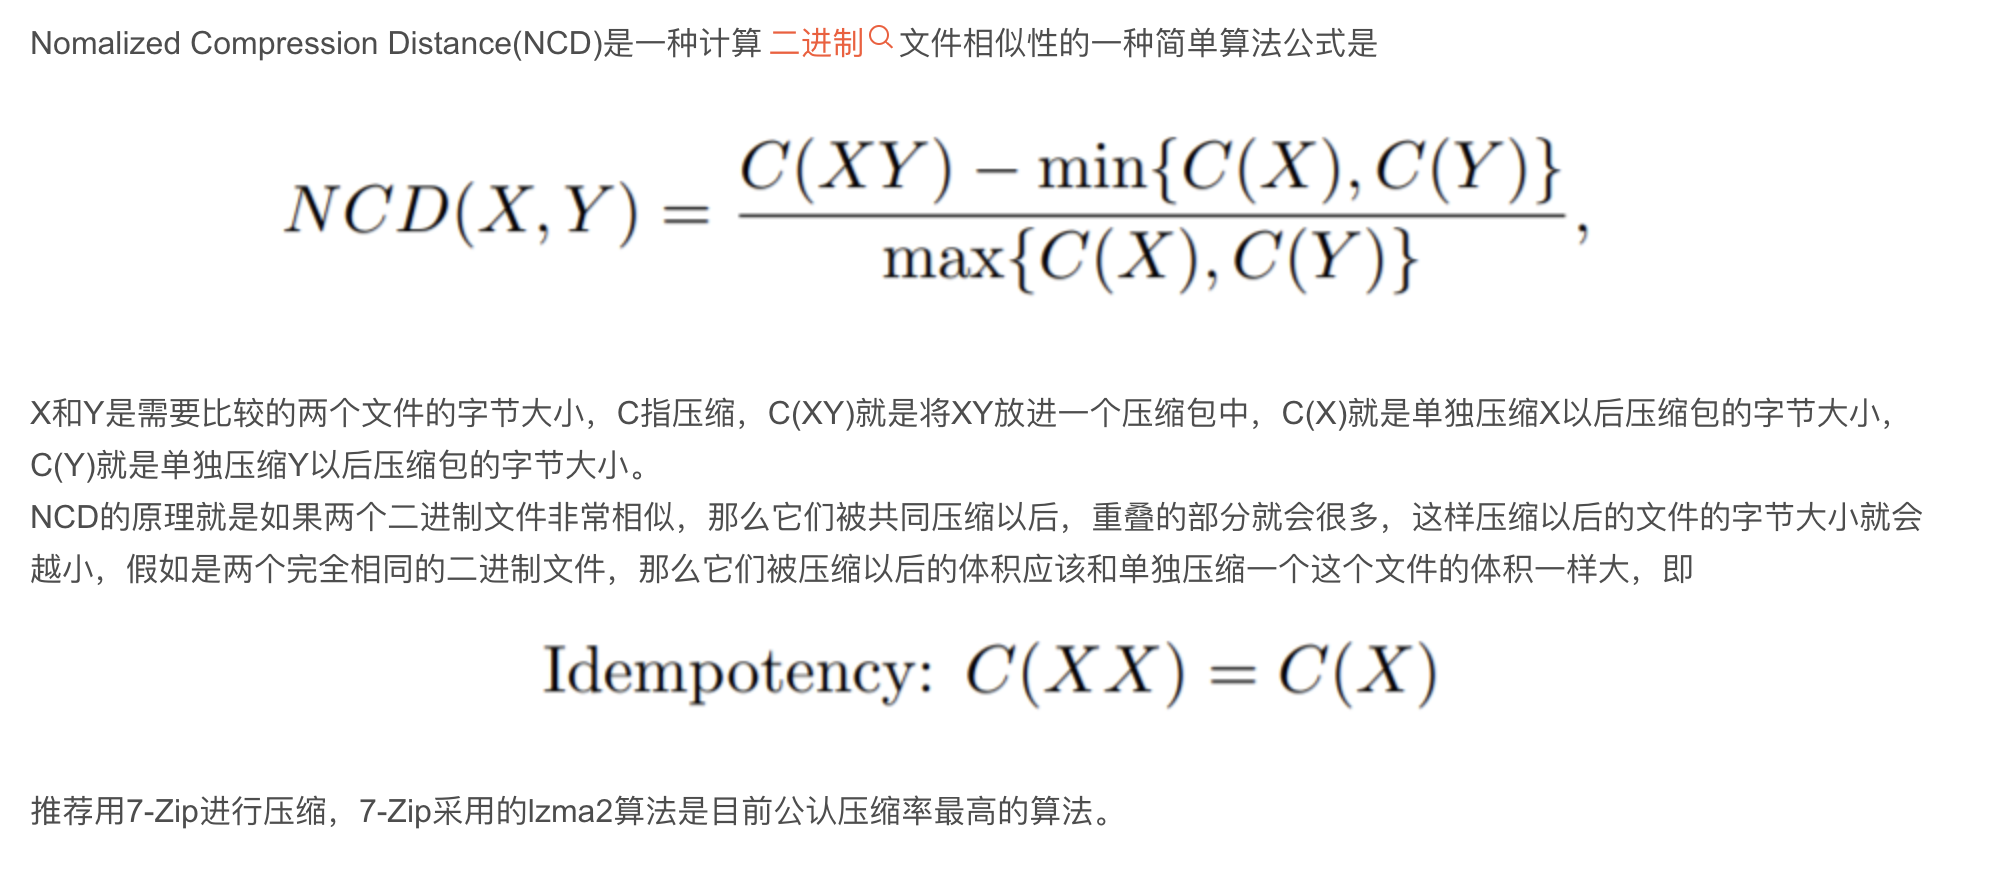 Nomalized Compression Distance(NCD)是一种计算 二进制 文件相似性的一种简单算法公式是
NCD(X, Y) = \frac{C(XY) − min{C(X), C(Y)}}{max{C(X), C(Y)}},
X和Y是需要比较的两个文件的字节大小，C指压缩，C(XY)就是将XY放进一个压缩包中，C(X)就是单独压缩X以后压缩包的字节大小，
C(Y)就是单独压缩Y以后压缩包的字节大小。
NCD的原理就是如果两个二进制文件非常相似，那么它们被共同压缩以后，重叠的部分就会很多，这样压缩以后的文件的字节大小就会
越小，假如是两个完全相同的二进制文件，那么它们被压缩以后的体积应该和单独压缩一个这个文件的体积一样大，即
Idempotency: C(XX) = C(X)
推荐用7-Zip进行压缩，7-Zip采用的lzma2算法是目前公认压缩率最高的算法。